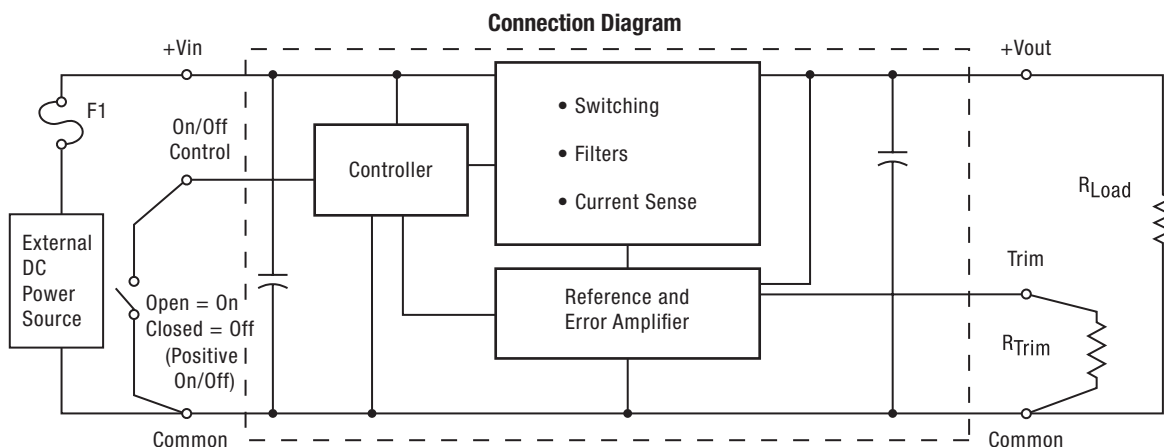 Connection Diagram
+Vin
+Vout
F1
On/Off
Control
Controller
• Switching
• Filters
• Current Sense
RLoad
External
DC
Power
Source
Open = On
Closed = Off
(Positive
On/Off)
Reference and
Error Amplifier
Trim
RTrim
Common
Common